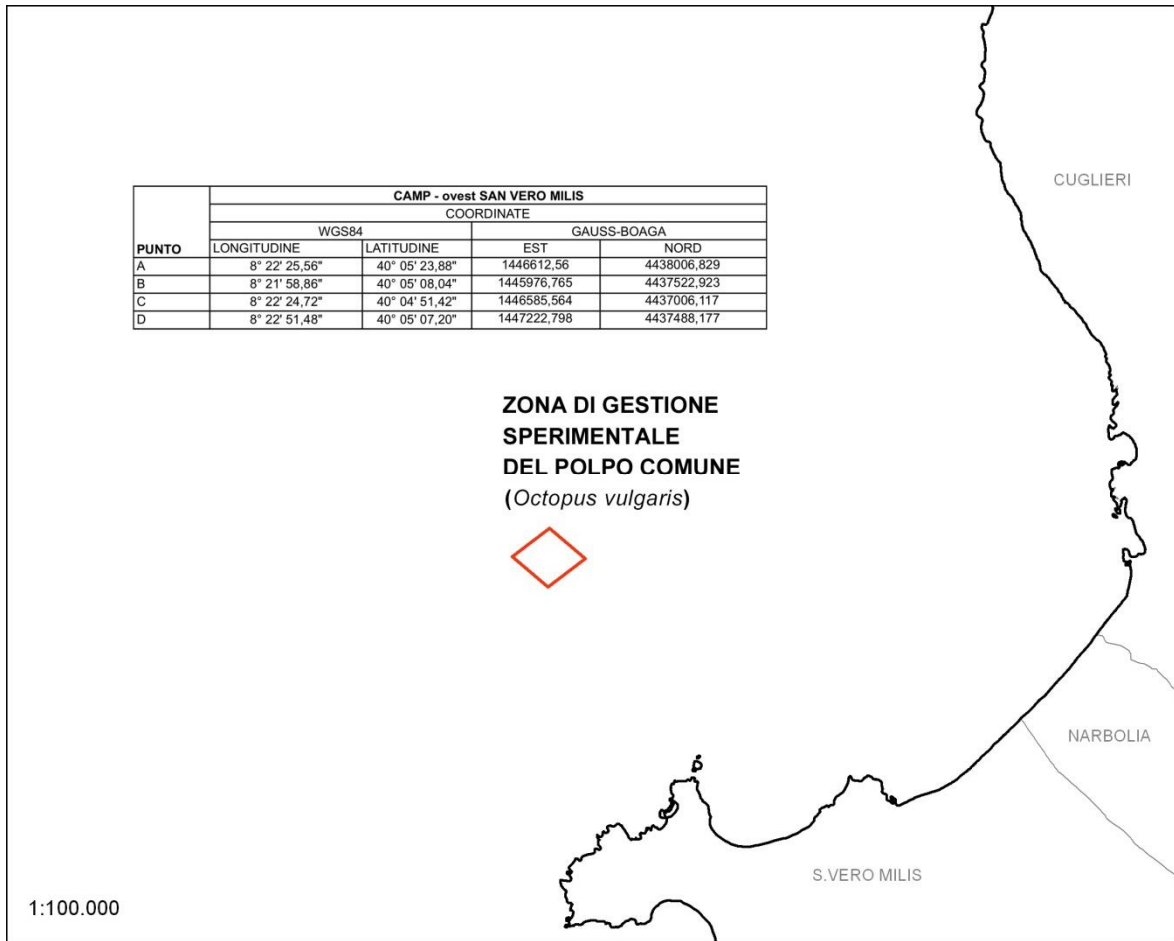 CUGLIERI
CAMP - ovest SAN VERO MILIS
COORDINATE
WGS84 GAUSS-BOAGA
PUNTO LONGITUDINE LATITUDINE EST NORD
A 8° 22' 25,56" 40° 05' 23,88" 1446612,56 4438006,829
B 8° 21' 58,86" 40° 05' 08,04" 1445976,765 4437522,923
C 8° 22' 24,72" 40° 04' 51,42" 1446585,564 4437006,117
D 8° 22' 51,48" 40° 05' 07,20" 1447222,798 4437488,177
ZONA DI GESTIONE
SPERIMENTALE
DEL POLPO COMUNE
(Octopus vulgaris)
NARBOLIA
S.VERO MILIS
1:100.000